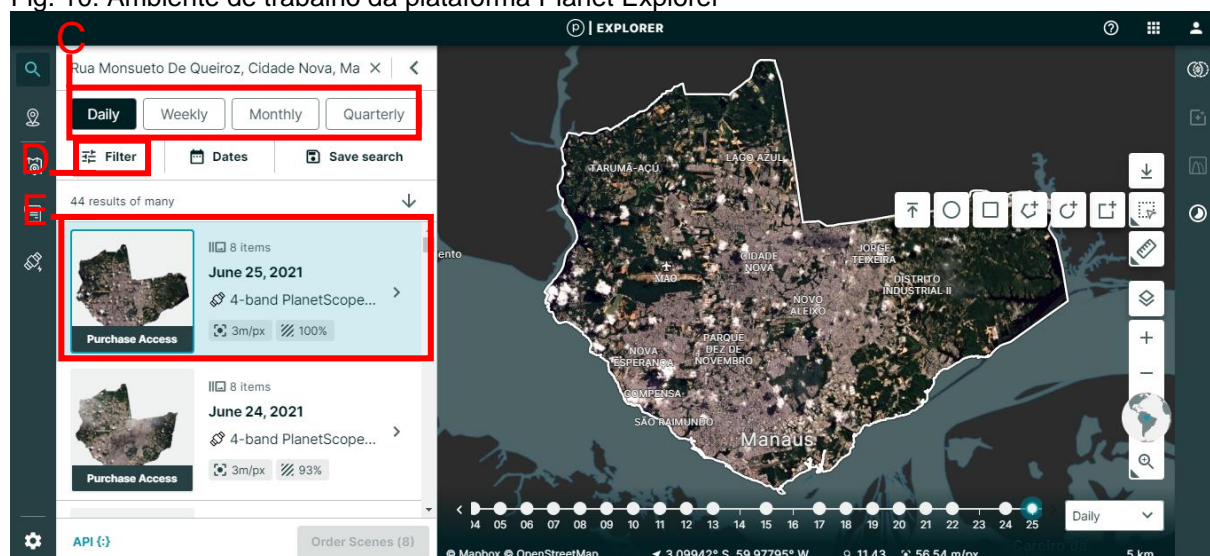 Fig. 10: Ambiente de trabalho da plataforma Planet Explorer
p | EXPLORER
C
Rua Monsueto De Queiroz, Cidade Nova, Ma
Daily Weekly Monthly Quarterly
D
Filter Dates Save search
E
44 results of many
8 items
June 25, 2021
4-band PlanetScope...
3m/px 100%
Purchase Access
8 items
June 24, 2021
4-band PlanetScope...
3m/px 93%
Purchase Access
API {:}
Order Scenes (8)
TARUMÃ-AÇÚ
LAGO AZUL
ento
MAO
CIDADE
NOVA
JORGE
TEIXEIRA
DISTRITO
INDUSTRIAL II
NOVO
ALEIXO
PARQUE
DEZ DE
NOVEMBRO
NOVA
ESPERANÇA
COMPENSA
SÃO RAIMUNDO
Manaus
05 06 07 08 09 10 11 12 13 14 15 16 17 18 19 20 21 22 23 24 25
Daily
Careiro da
© Mapbox © OpenStreetMap 3.09942° S, 59.97795° W 11.43 56.54 m/px 5 km